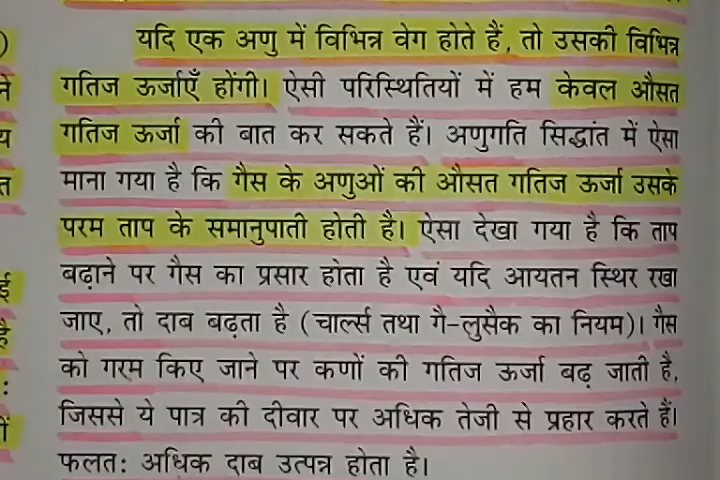 यदि एक अणु में विभिन्न वेग होते हैं, तो उसकी विभिन्न
गतिज ऊर्जाएँ होंगी। ऐसी परिस्थितियों में हम केवल औसत
गतिज ऊर्जा की बात कर सकते हैं। अणुगति सिद्धांत में ऐसा
माना गया है कि गैस के अणुओं की औसत गतिज ऊर्जा उसके
परम ताप के समानुपाती होती है। ऐसा देखा गया है कि ताप
बढ़ाने पर गैस का प्रसार होता है एवं यदि आयतन स्थिर रखा
जाए, तो दाब बढ़ता है (चार्ल्स तथा गै-लुसैक का नियम)। गैस
को गरम किए जाने पर कणों की गतिज ऊर्जा बढ़ जाती है,
जिससे ये पात्र की दीवार पर अधिक तेजी से प्रहार करते हैं।
फलत: अधिक दाब उत्पन्न होता है।